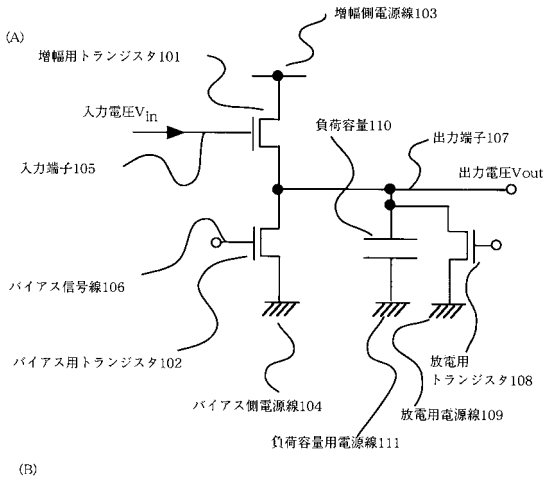 (A)
増幅側電源線103
増幅用トランジスタ101
入力電圧Vin
負荷容量110
出力端子107
入力端子105
出力電圧Vout
バイアス信号線106
バイアス用トランジスタ102
放電用
トランジスタ108
バイアス側電源線104
放電用電源線109
負荷容量用電源線111
(B)